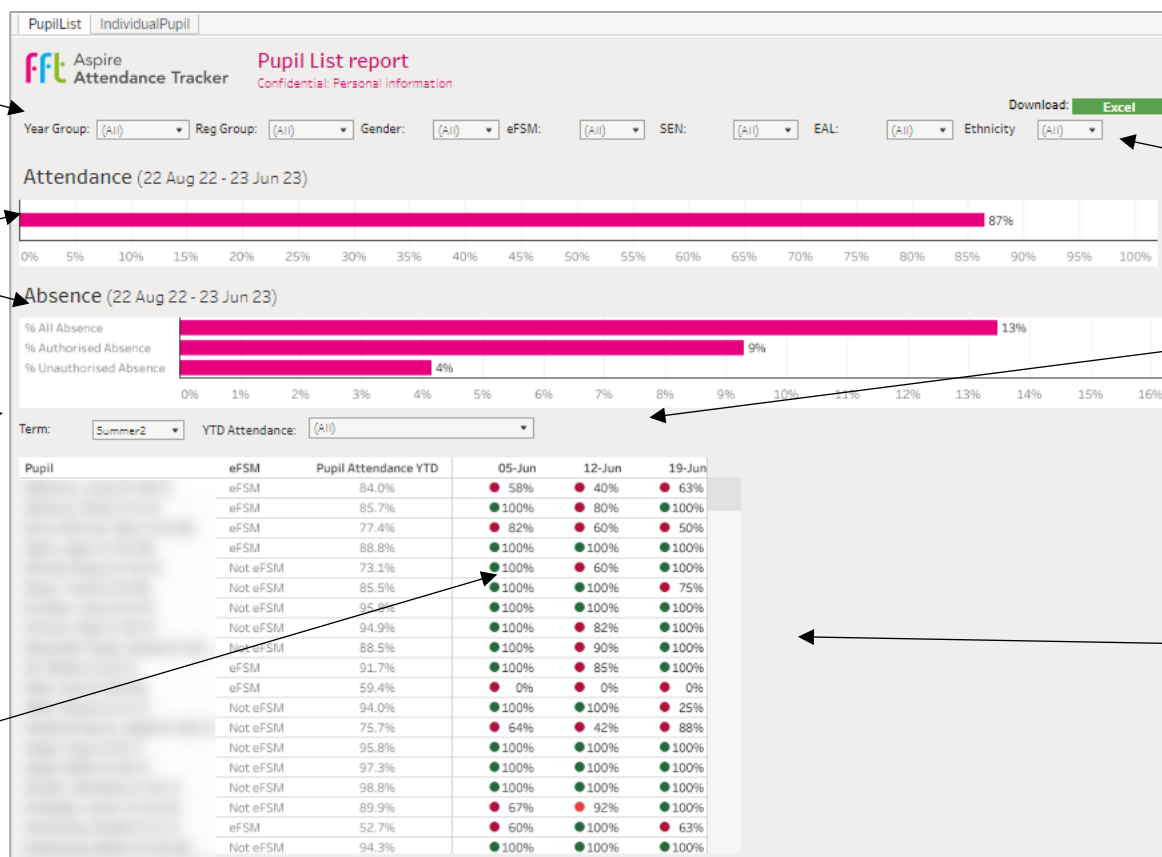 PupilList IndividualPupil
fft Aspire
Attendance Tracker
Pupil List report
Confidential: Personal information
Download: Excel
Year Group: (All) Reg Group: (All) Gender: (All) eFSM: (All) SEN: (All) EAL: (All) Ethnicity (All)
Attendance (22 Aug 22 - 23 Jun 23)
87%
0% 5% 10% 15% 20% 25% 30% 35% 40% 45% 50% 55% 60% 65% 70% 75% 80% 85% 90% 95% 100%
Absence (22 Aug 22 - 23 Jun 23)
% All Absence 13%
% Authorised Absence 9%
% Unauthorised Absence 4%
0% 1% 2% 3% 4% 5% 6% 7% 8% 9% 10% 11% 12% 13% 14% 15% 16%
Term: Summer2 YTD Attendance: (All)
Pupil eFSM Pupil Attendance YTD 05-Jun 12-Jun 19-Jun
eFSM 84.0% 58% 40% 63%
eFSM 85.7% 100% 80% 100%
eFSM 77.4% 82% 60% 50%
eFSM 88.8% 100% 100% 100%
Not eFSM 73.1% 100% 60% 100%
Not eFSM 85.5% 100% 100% 75%
Not eFSM 95.8% 100% 100% 100%
Not eFSM 94.9% 100% 82% 100%
Not eFSM 88.5% 100% 90% 100%
eFSM 91.7% 100% 85% 100%
eFSM 59.4% 0% 0% 0%
Not eFSM 94.0% 100% 100% 25%
Not eFSM 75.7% 64% 42% 88%
Not eFSM 95.8% 100% 100% 100%
Not eFSM 97.3% 100% 100% 100%
Not eFSM 98.8% 100% 100% 100%
Not eFSM 89.9% 67% 92% 100%
eFSM 52.7% 60% 100% 63%
Not eFSM 94.3% 100% 100% 100%